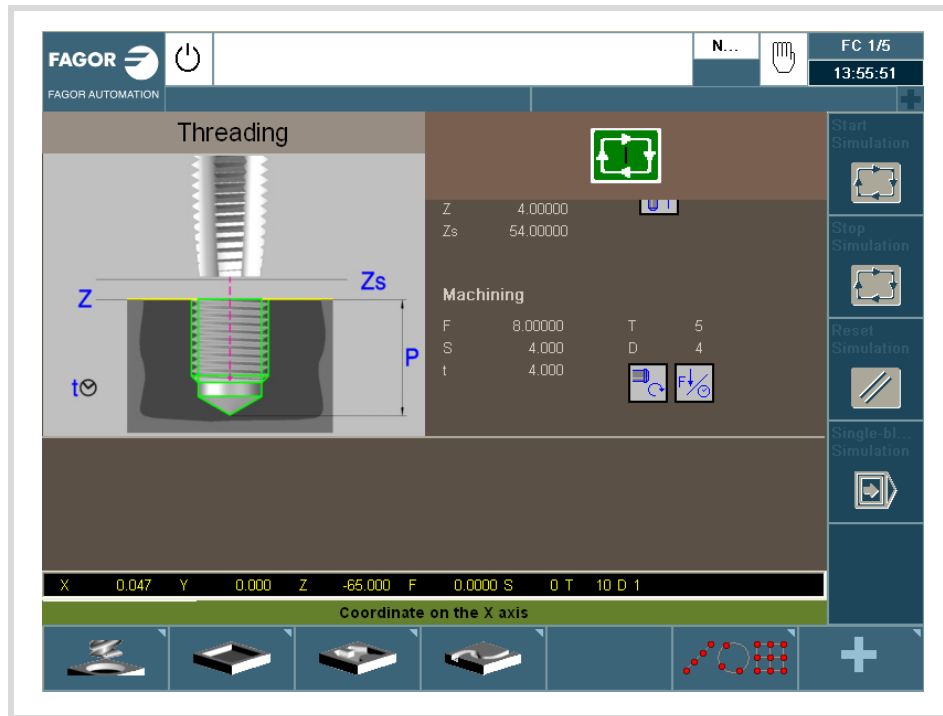 FAGOR
FAGOR AUTOMATION
N...
FC 1/5
13:55:51
Threading
Z
Zs
P
t
Z 4.00000
Zs 54.00000
Machining
F 8.00000 T 5
S 4.000 D 4
t 4.000
F
Start
Simulation
Stop
Simulation
Reset
Simulation
Single-bl...
Simulation
X 0.047 Y 0.000 Z -65.000 F 0.0000 S 0 T 10 D 1
Coordinate on the X axis